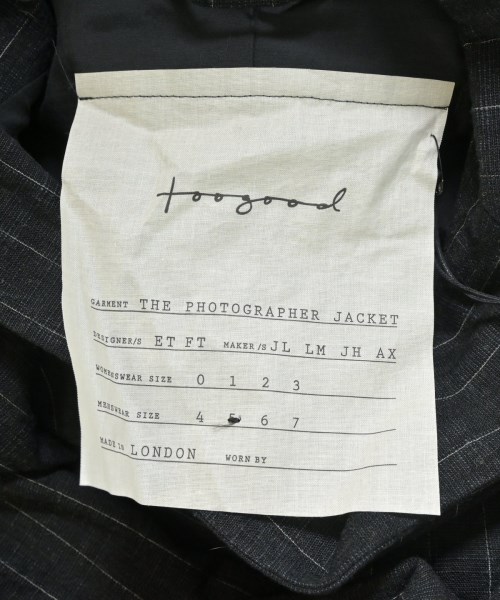 toogood
GARMENT THE PHOTOGRAPHER JACKET
DESIGNER/S ET FT MAKER/S JL LM JH AX
WOMENSWEAR SIZE 0 1 2 3
MENSWEAR SIZE 4 5 6 7
MADE IN LONDON WORN BY